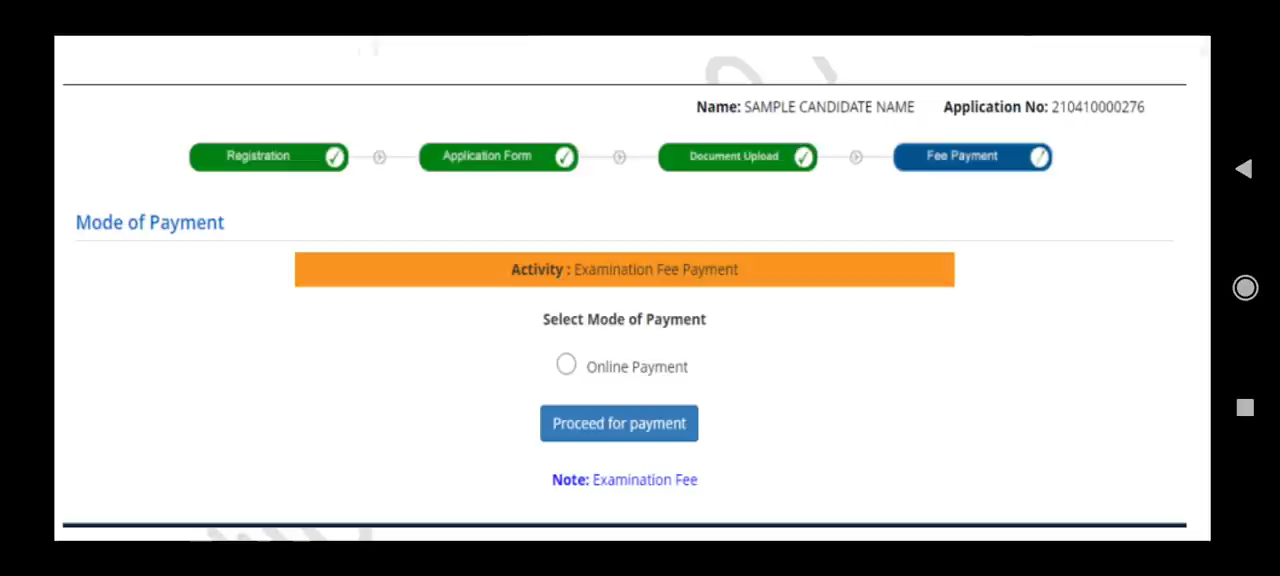 Name: SAMPLE CANDIDATE NAME Application No: 210410000276
Registration Application Form Document Upload Fee Payment
Mode of Payment
Activity : Examination Fee Payment
Select Mode of Payment
Online Payment
Proceed for payment
Note: Examination Fee